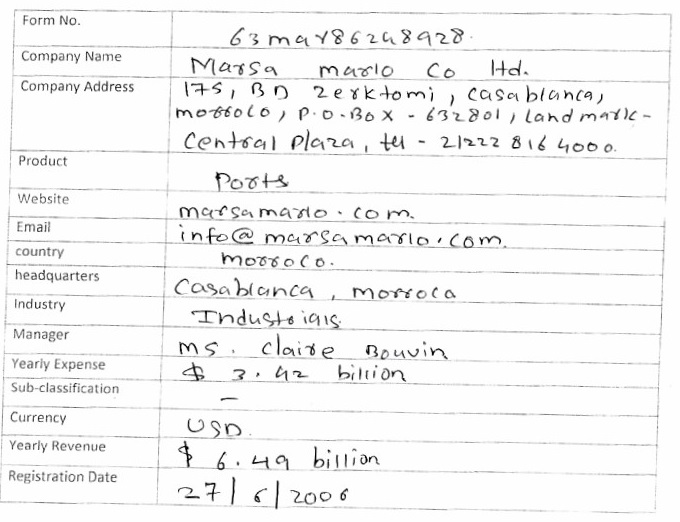 Form No.
63mar86248928.
Company Name
Marsa marlo Co ltd.
Company Address
175, BD Zerktomi, Casablanca,
morroco, P.O.Box - 632801, landmark -
Central Plaza, tel - 21222 816 4000.
Product
Ports
Website
marsamarlo.com.
Email
info@marsamarlo.com.
country
morroco.
headquarters
Casablanca, morroca
Industry
Industrials
Manager
ms. Claire Bouvin
Yearly Expense
$ 3.42 billion
Sub-classification
–
Currency
USD.
Yearly Revenue
$ 6.49 billion
Registration Date
27/6/2006